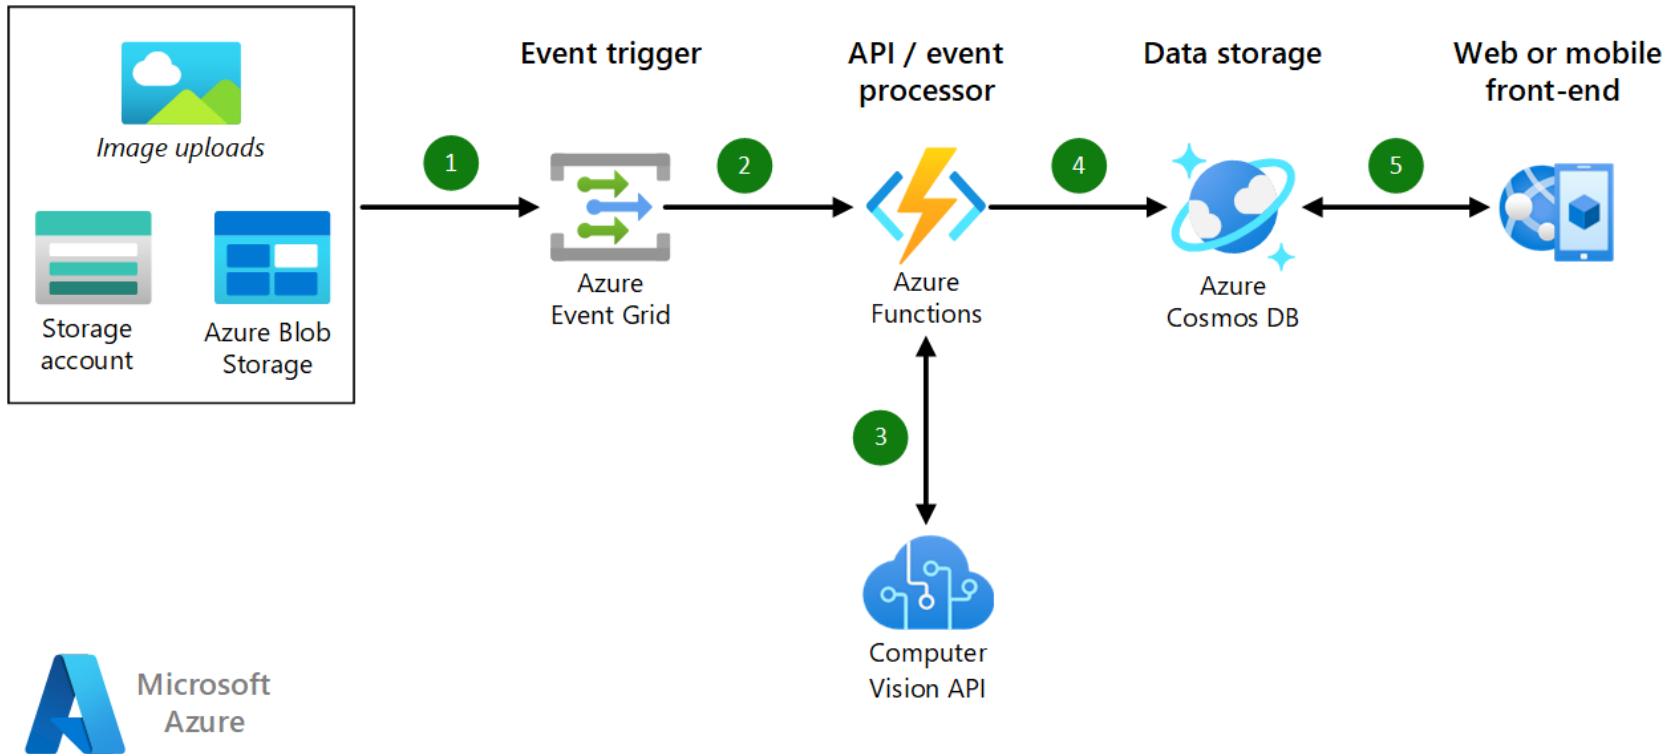 Image uploads
Storage
account
Azure Blob
Storage
1
Event trigger
Azure
Event Grid
2
API / event
processor
Azure
Functions
3
Computer
Vision API
4
Data storage
Azure
Cosmos DB
5
Web or mobile
front-end
Microsoft
Azure